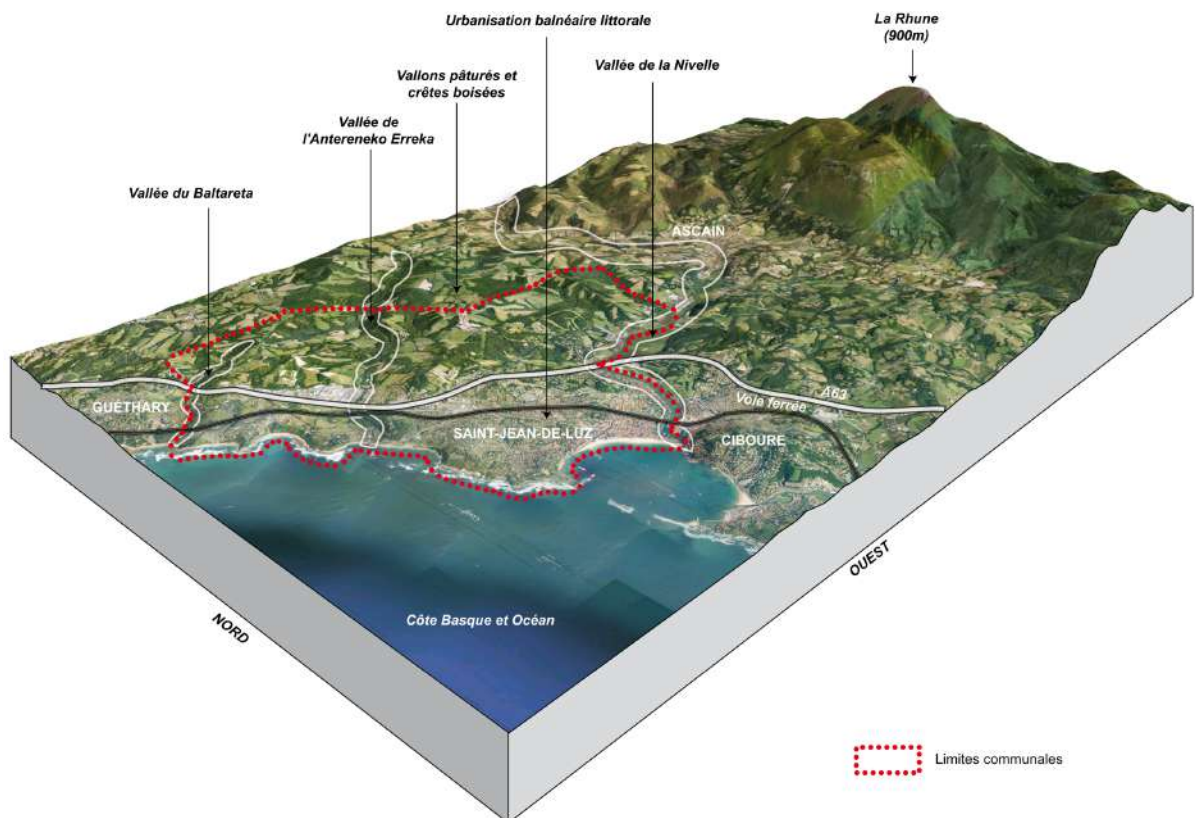 Urbanisation balnéaire littorale
La Rhune
(900m)
Vallons pâturés et
crêtes boisées
Vallée de la Nivelle
Vallée de
l'Antereneko Erreka
Vallée du Baltareta
ASCAIN
A63
Voie ferrée
GUÉTHARY
SAINT-JEAN-DE-LUZ
CIBOURE
OUEST
NORD
Côte Basque et Océan
Limites communales